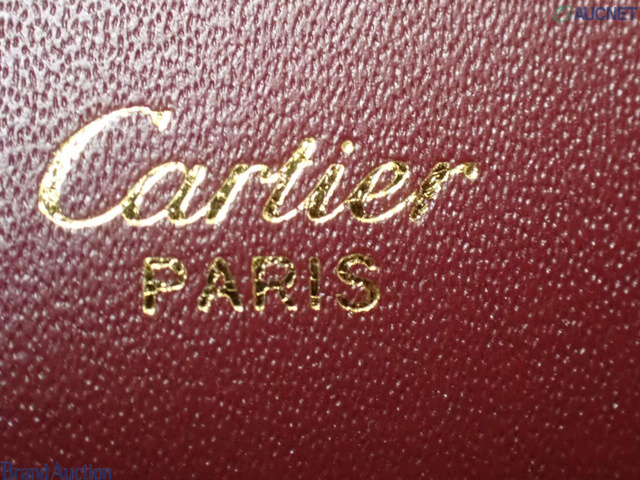 AUCNET
Cartier
PARIS
Brand Auction